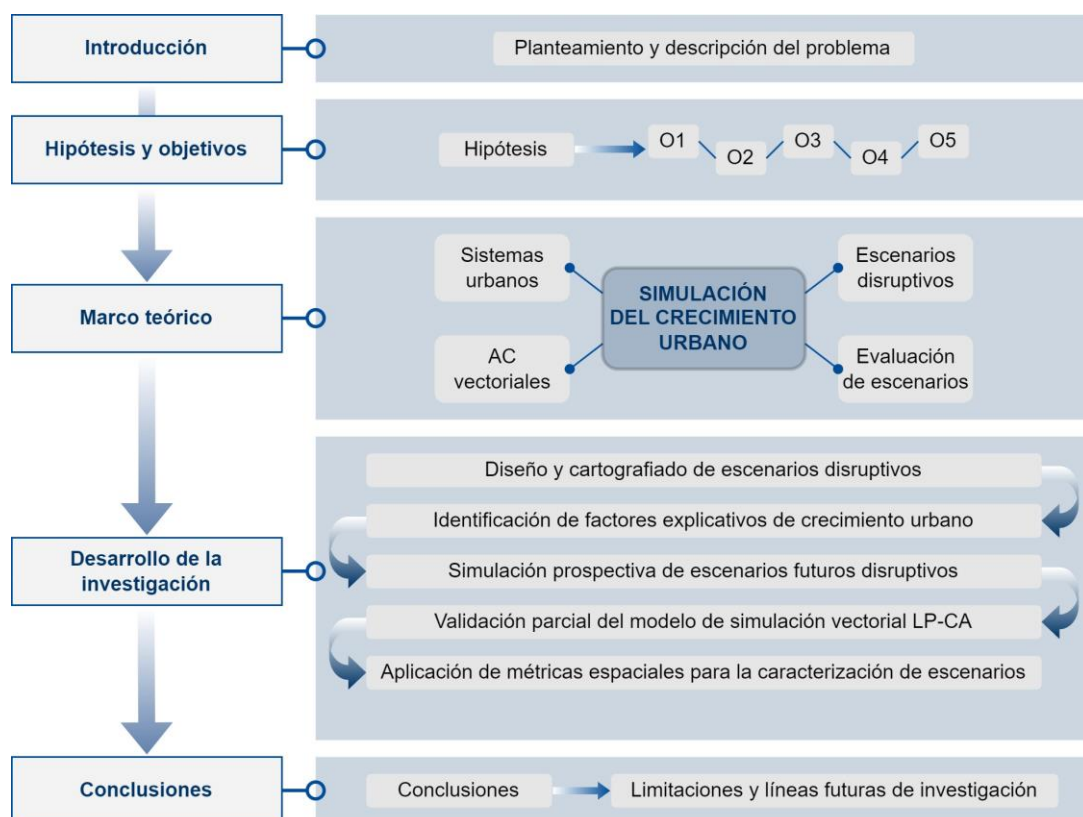 Introducción
Planteamiento y descripción del problema
Hipótesis y objetivos
Hipótesis
O1
O2
O3
O4
O5
Marco teórico
Sistemas
urbanos
AC
vectoriales
SIMULACIÓN
DEL CRECIMIENTO
URBANO
Escenarios
disruptivos
Evaluación
de escenarios
Desarrollo de la
investigación
Diseño y cartografiado de escenarios disruptivos
Identificación de factores explicativos de crecimiento urbano
Simulación prospectiva de escenarios futuros disruptivos
Validación parcial del modelo de simulación vectorial LP-CA
Aplicación de métricas espaciales para la caracterización de escenarios
Conclusiones
Conclusiones
Limitaciones y líneas futuras de investigación